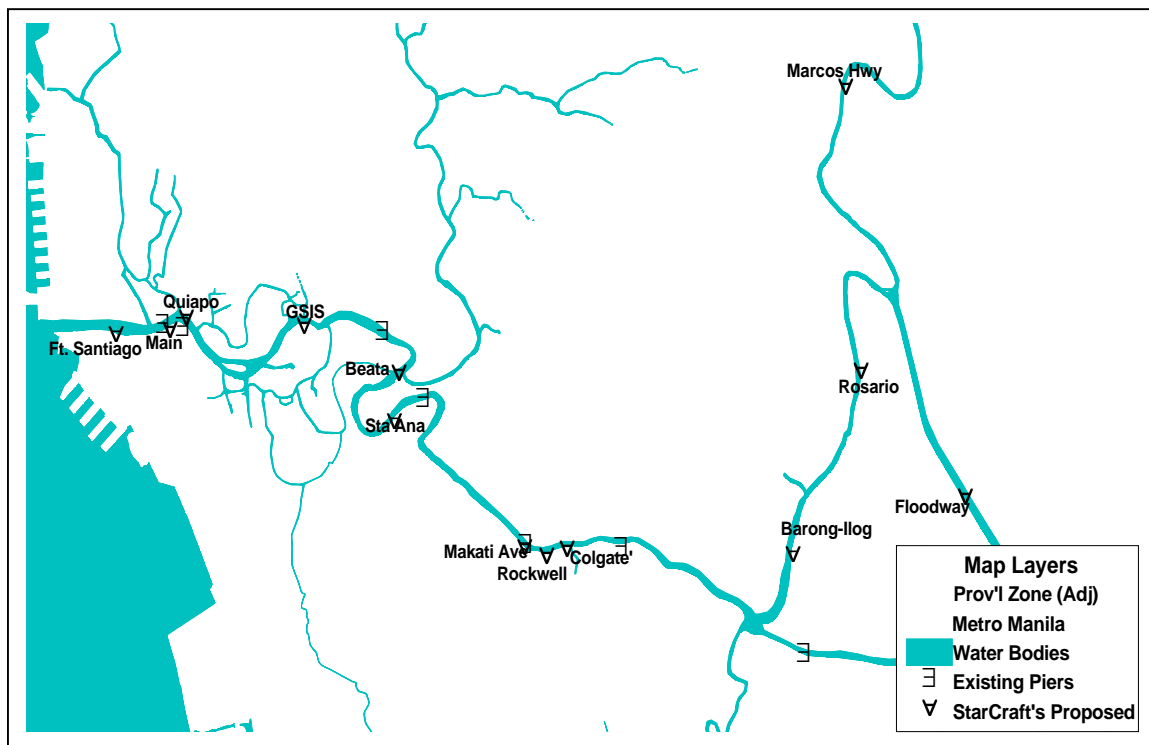 Marcos Hwy
Quiapo
GSIS
Ft. Santiago
Main
Beata
Rosario
Sta Ana
Floodway
Barong-Ilog
Makati Ave
Colgate'
Rockwell
Map Layers
Prov'l Zone (Adj)
Metro Manila
Water Bodies
Existing Piers
StarCraft's Proposed